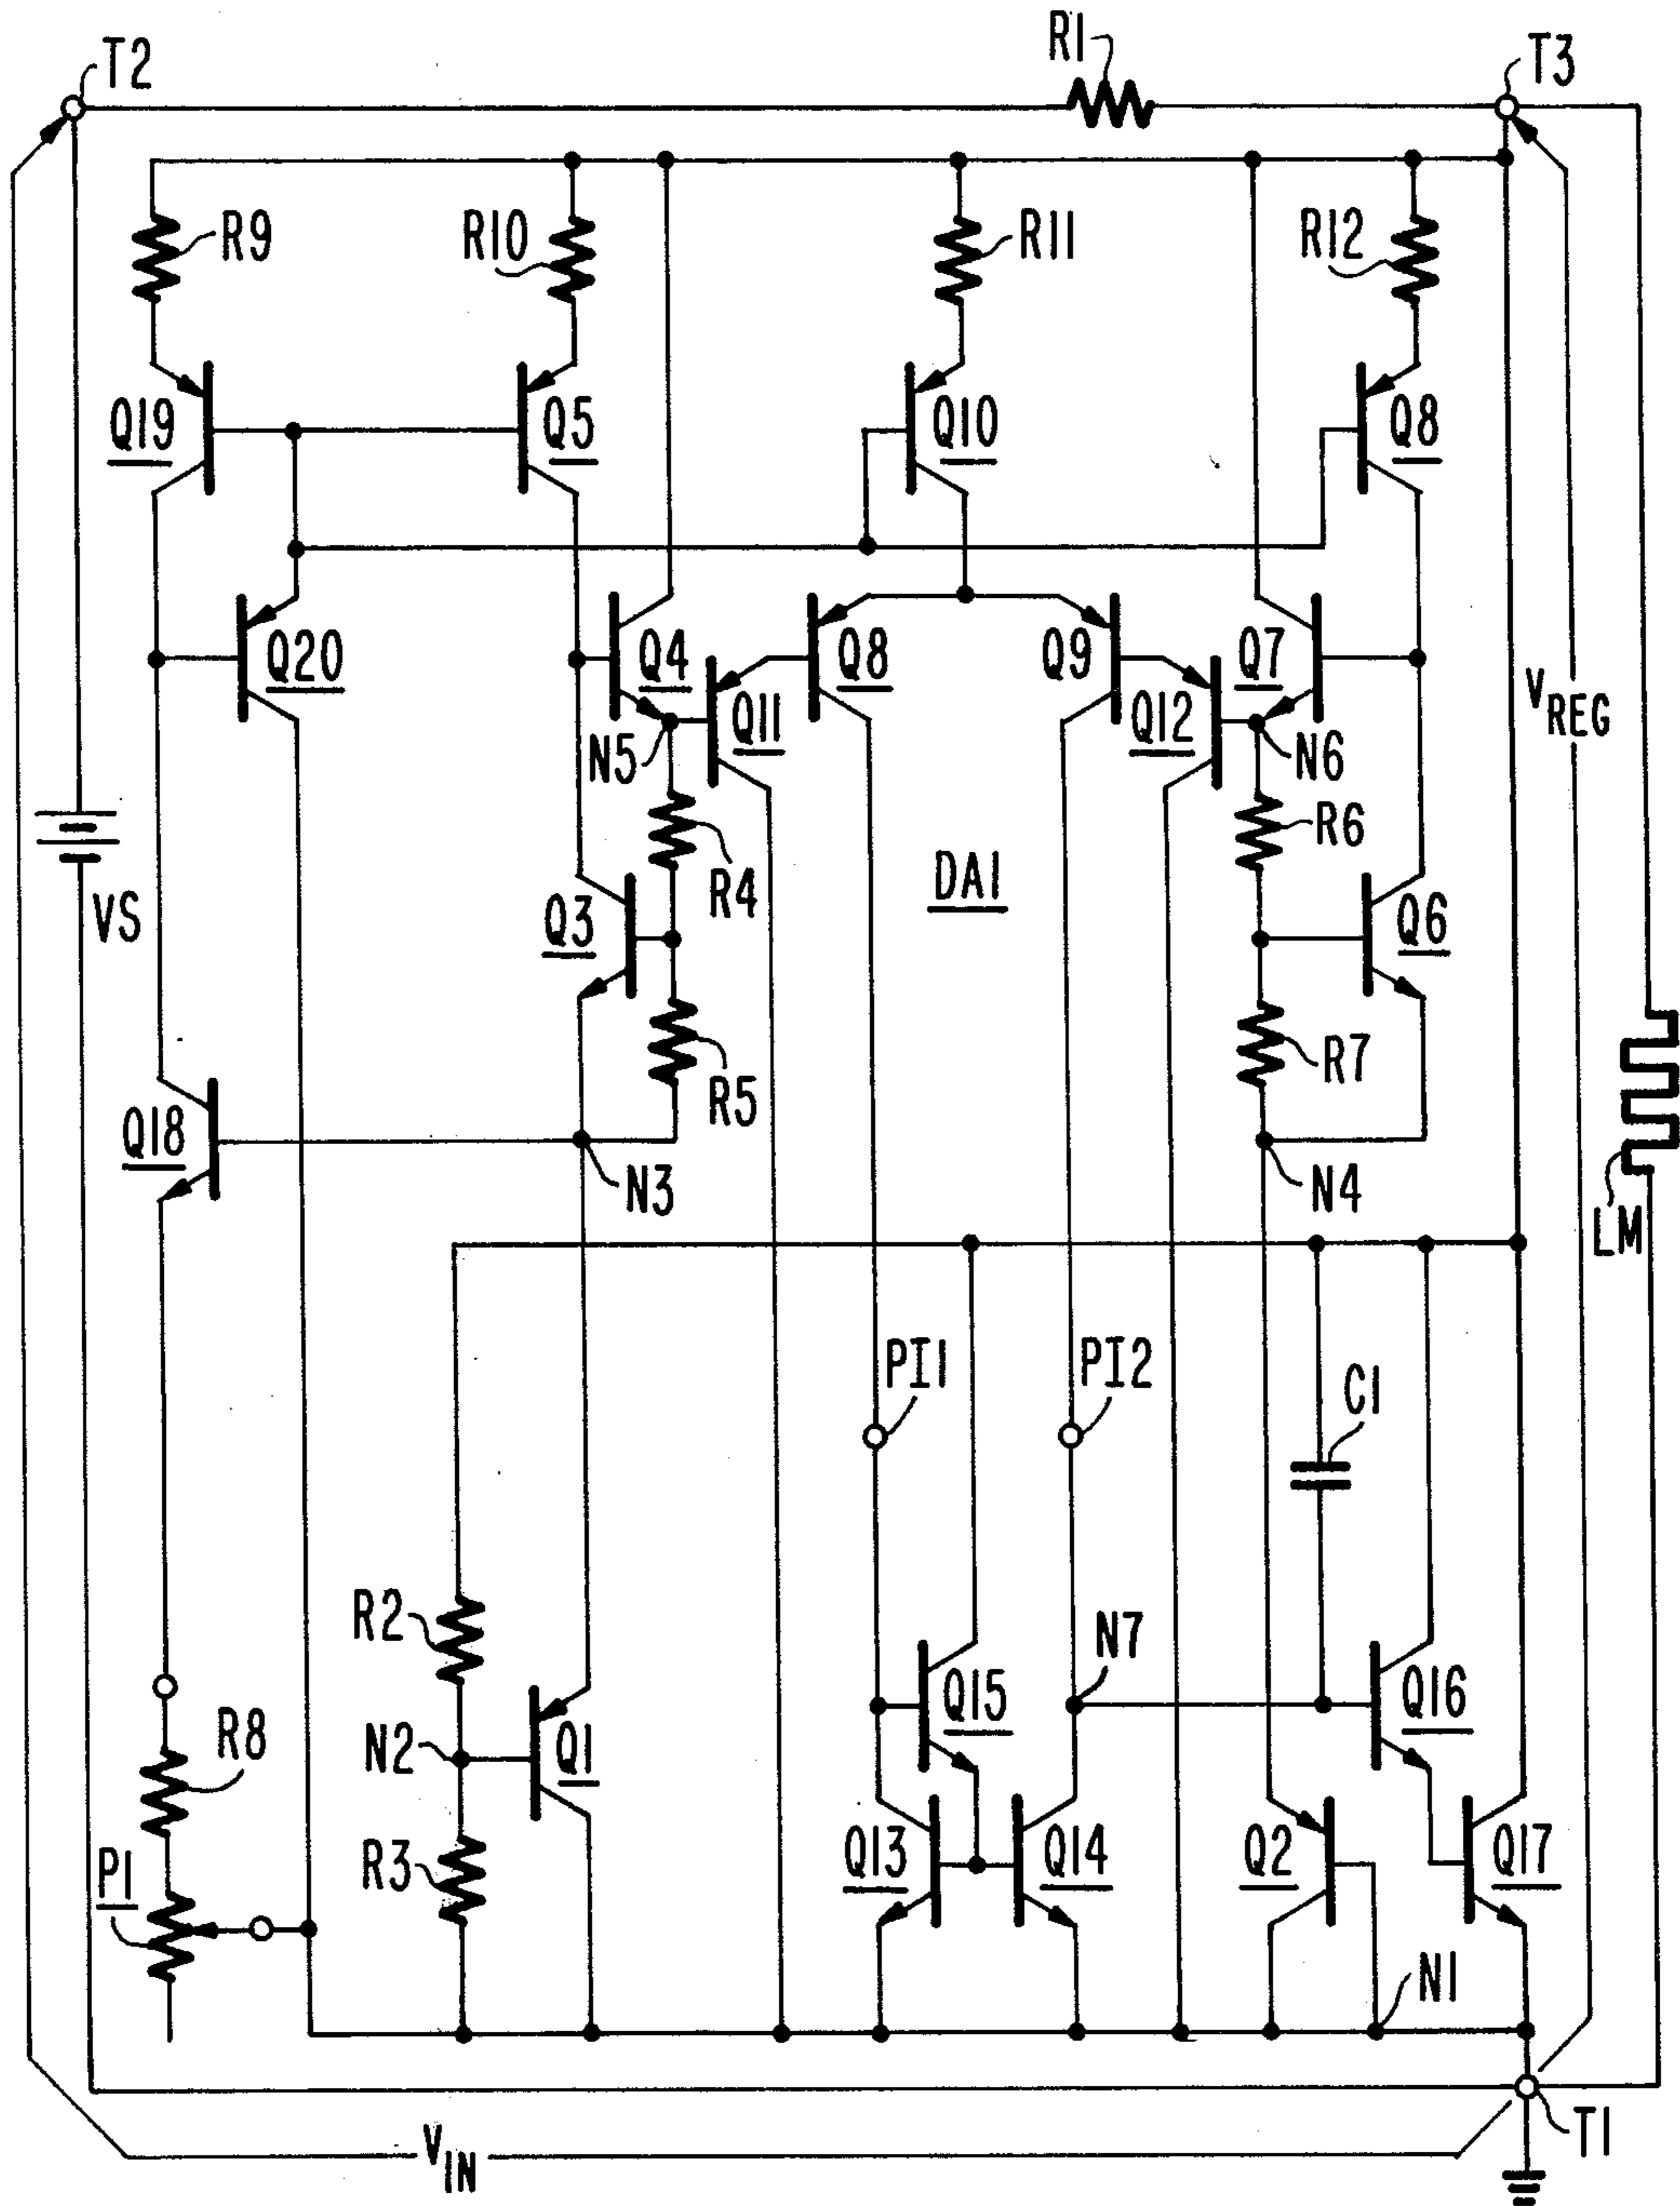 T2
R1
T3
R9
R10
R11
R12
Q19
Q5
Q10
Q8
Q20
Q4
Q11
Q8
Q9
Q12
Q7
VREG
N5
N6
R4
R6
VS
Q3
DA1
Q6
R5
R7
Q18
N3
N4
LM
PI1
PI2
C1
R2
N7
R8
N2
Q1
Q15
Q16
P1
R3
Q13
Q14
Q2
Q17
N1
VIN
T1